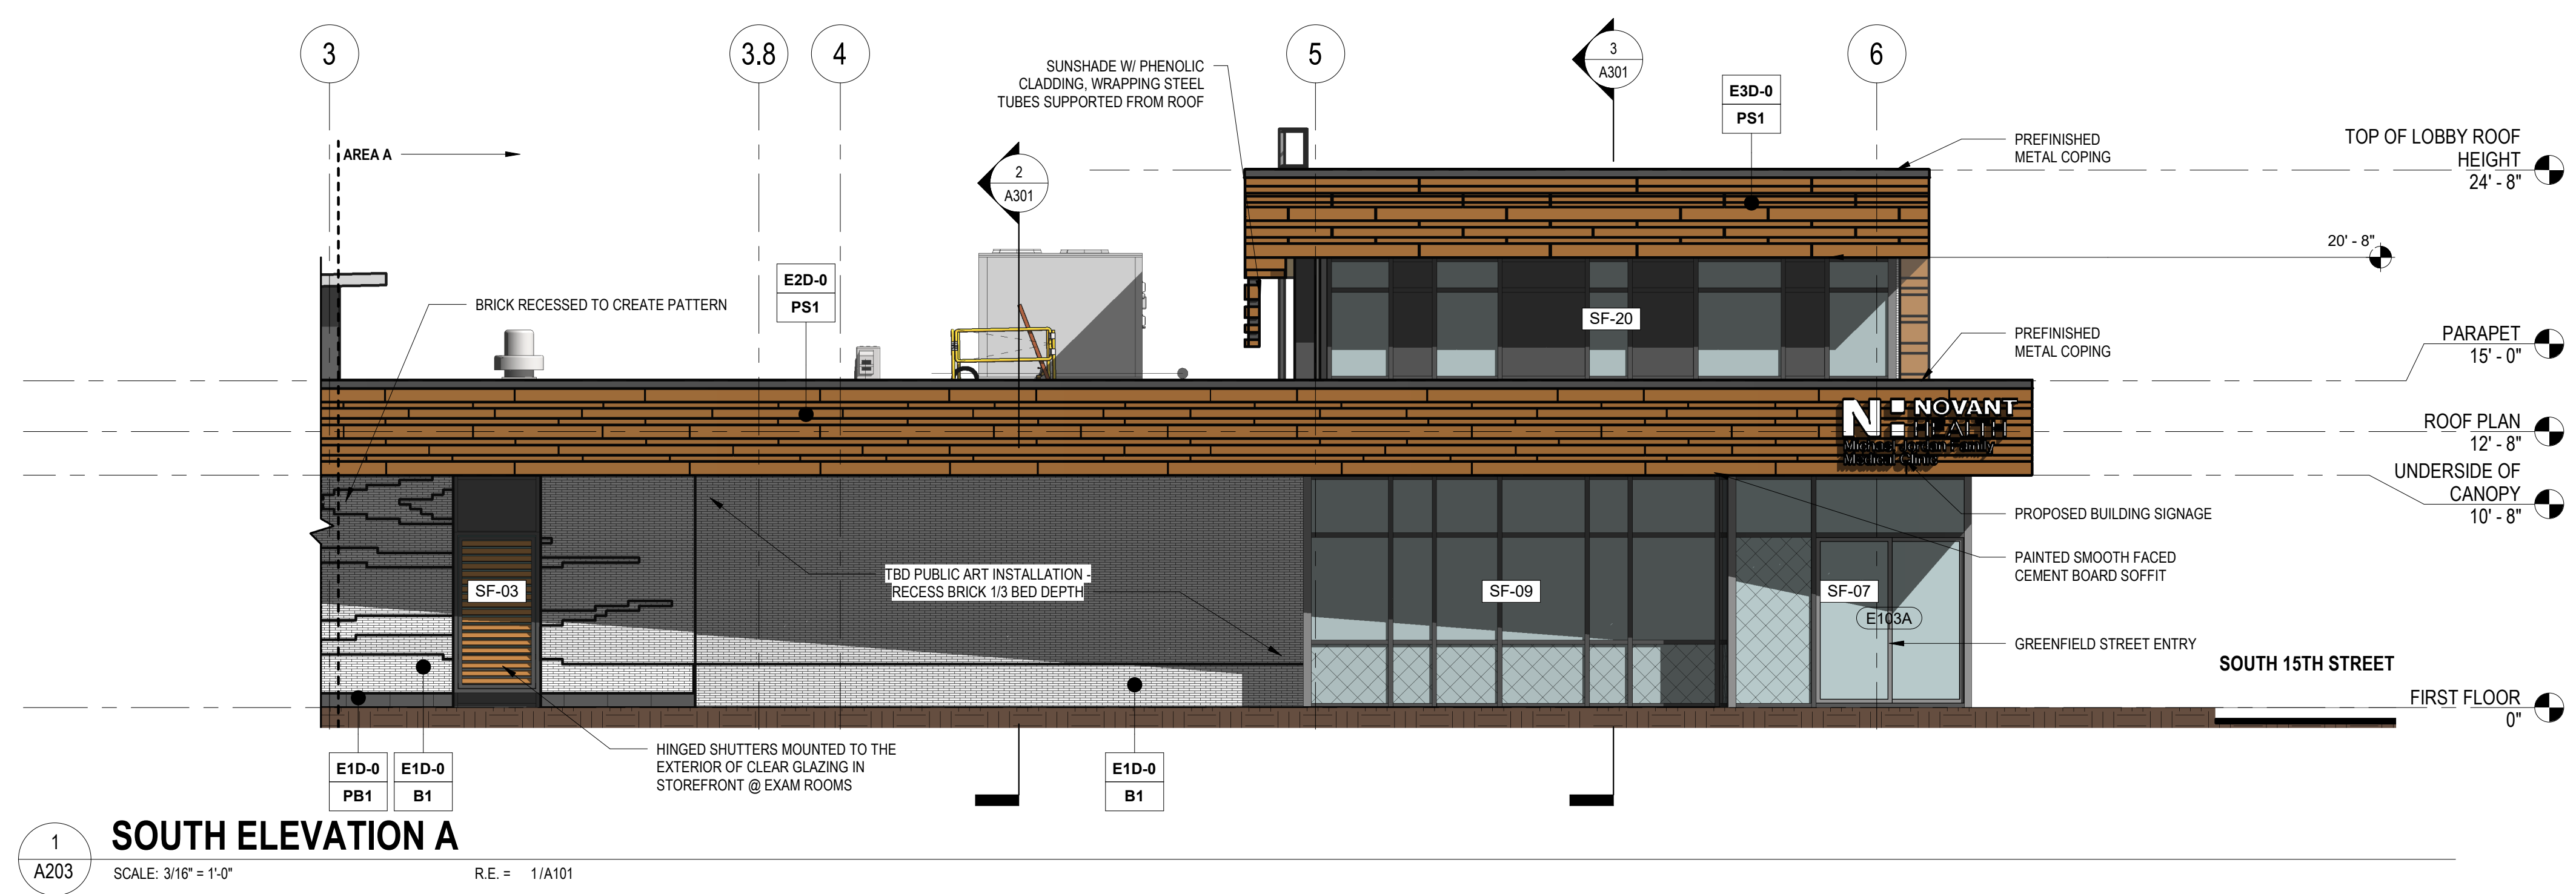 3
3.8
4
5
6
3
A301
SUNSHADE W/ PHENOLIC
CLADDING, WRAPPING STEEL
TUBES SUPPORTED FROM ROOF
E3D-0
PS1
AREA A
2
A301
PREFINISHED
METAL COPING
TOP OF LOBBY ROOF
HEIGHT
24' - 8"
20' - 8"
E2D-0
PS1
BRICK RECESSED TO CREATE PATTERN
SF-20
PREFINISHED
METAL COPING
PARAPET
15' - 0"
N NOVANT
HEALTH
Michael Jordan Family
Medical Clinic
ROOF PLAN
12' - 8"
UNDERSIDE OF
CANOPY
10' - 8"
PROPOSED BUILDING SIGNAGE
PAINTED SMOOTH FACED
CEMENT BOARD SOFFIT
TBD PUBLIC ART INSTALLATION -
RECESS BRICK 1/3 BED DEPTH
SF-03
SF-09
SF-07
E103A
GREENFIELD STREET ENTRY
SOUTH 15TH STREET
FIRST FLOOR
0"
HINGED SHUTTERS MOUNTED TO THE
EXTERIOR OF CLEAR GLAZING IN
STOREFRONT @ EXAM ROOMS
E1D-0
PB1
E1D-0
B1
E1D-0
B1
1
A203
SOUTH ELEVATION A
SCALE: 3/16" = 1'-0"
R.E. = 1/A101